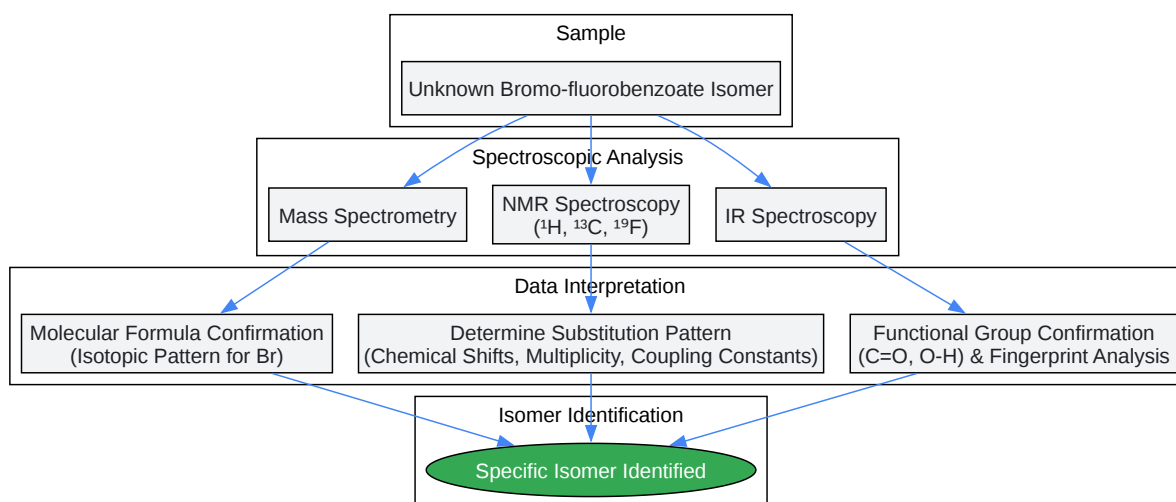 Sample
Unknown Bromo-fluorobenzoate Isomer
Spectroscopic Analysis
Mass Spectrometry
NMR Spectroscopy
(¹H, ¹³C, ¹⁹F)
IR Spectroscopy
Data Interpretation
Molecular Formula Confirmation
(Isotopic Pattern for Br)
Determine Substitution Pattern
(Chemical Shifts, Multiplicity, Coupling Constants)
Functional Group Confirmation
(C=O, O-H) & Fingerprint Analysis
Isomer Identification
Specific Isomer Identified